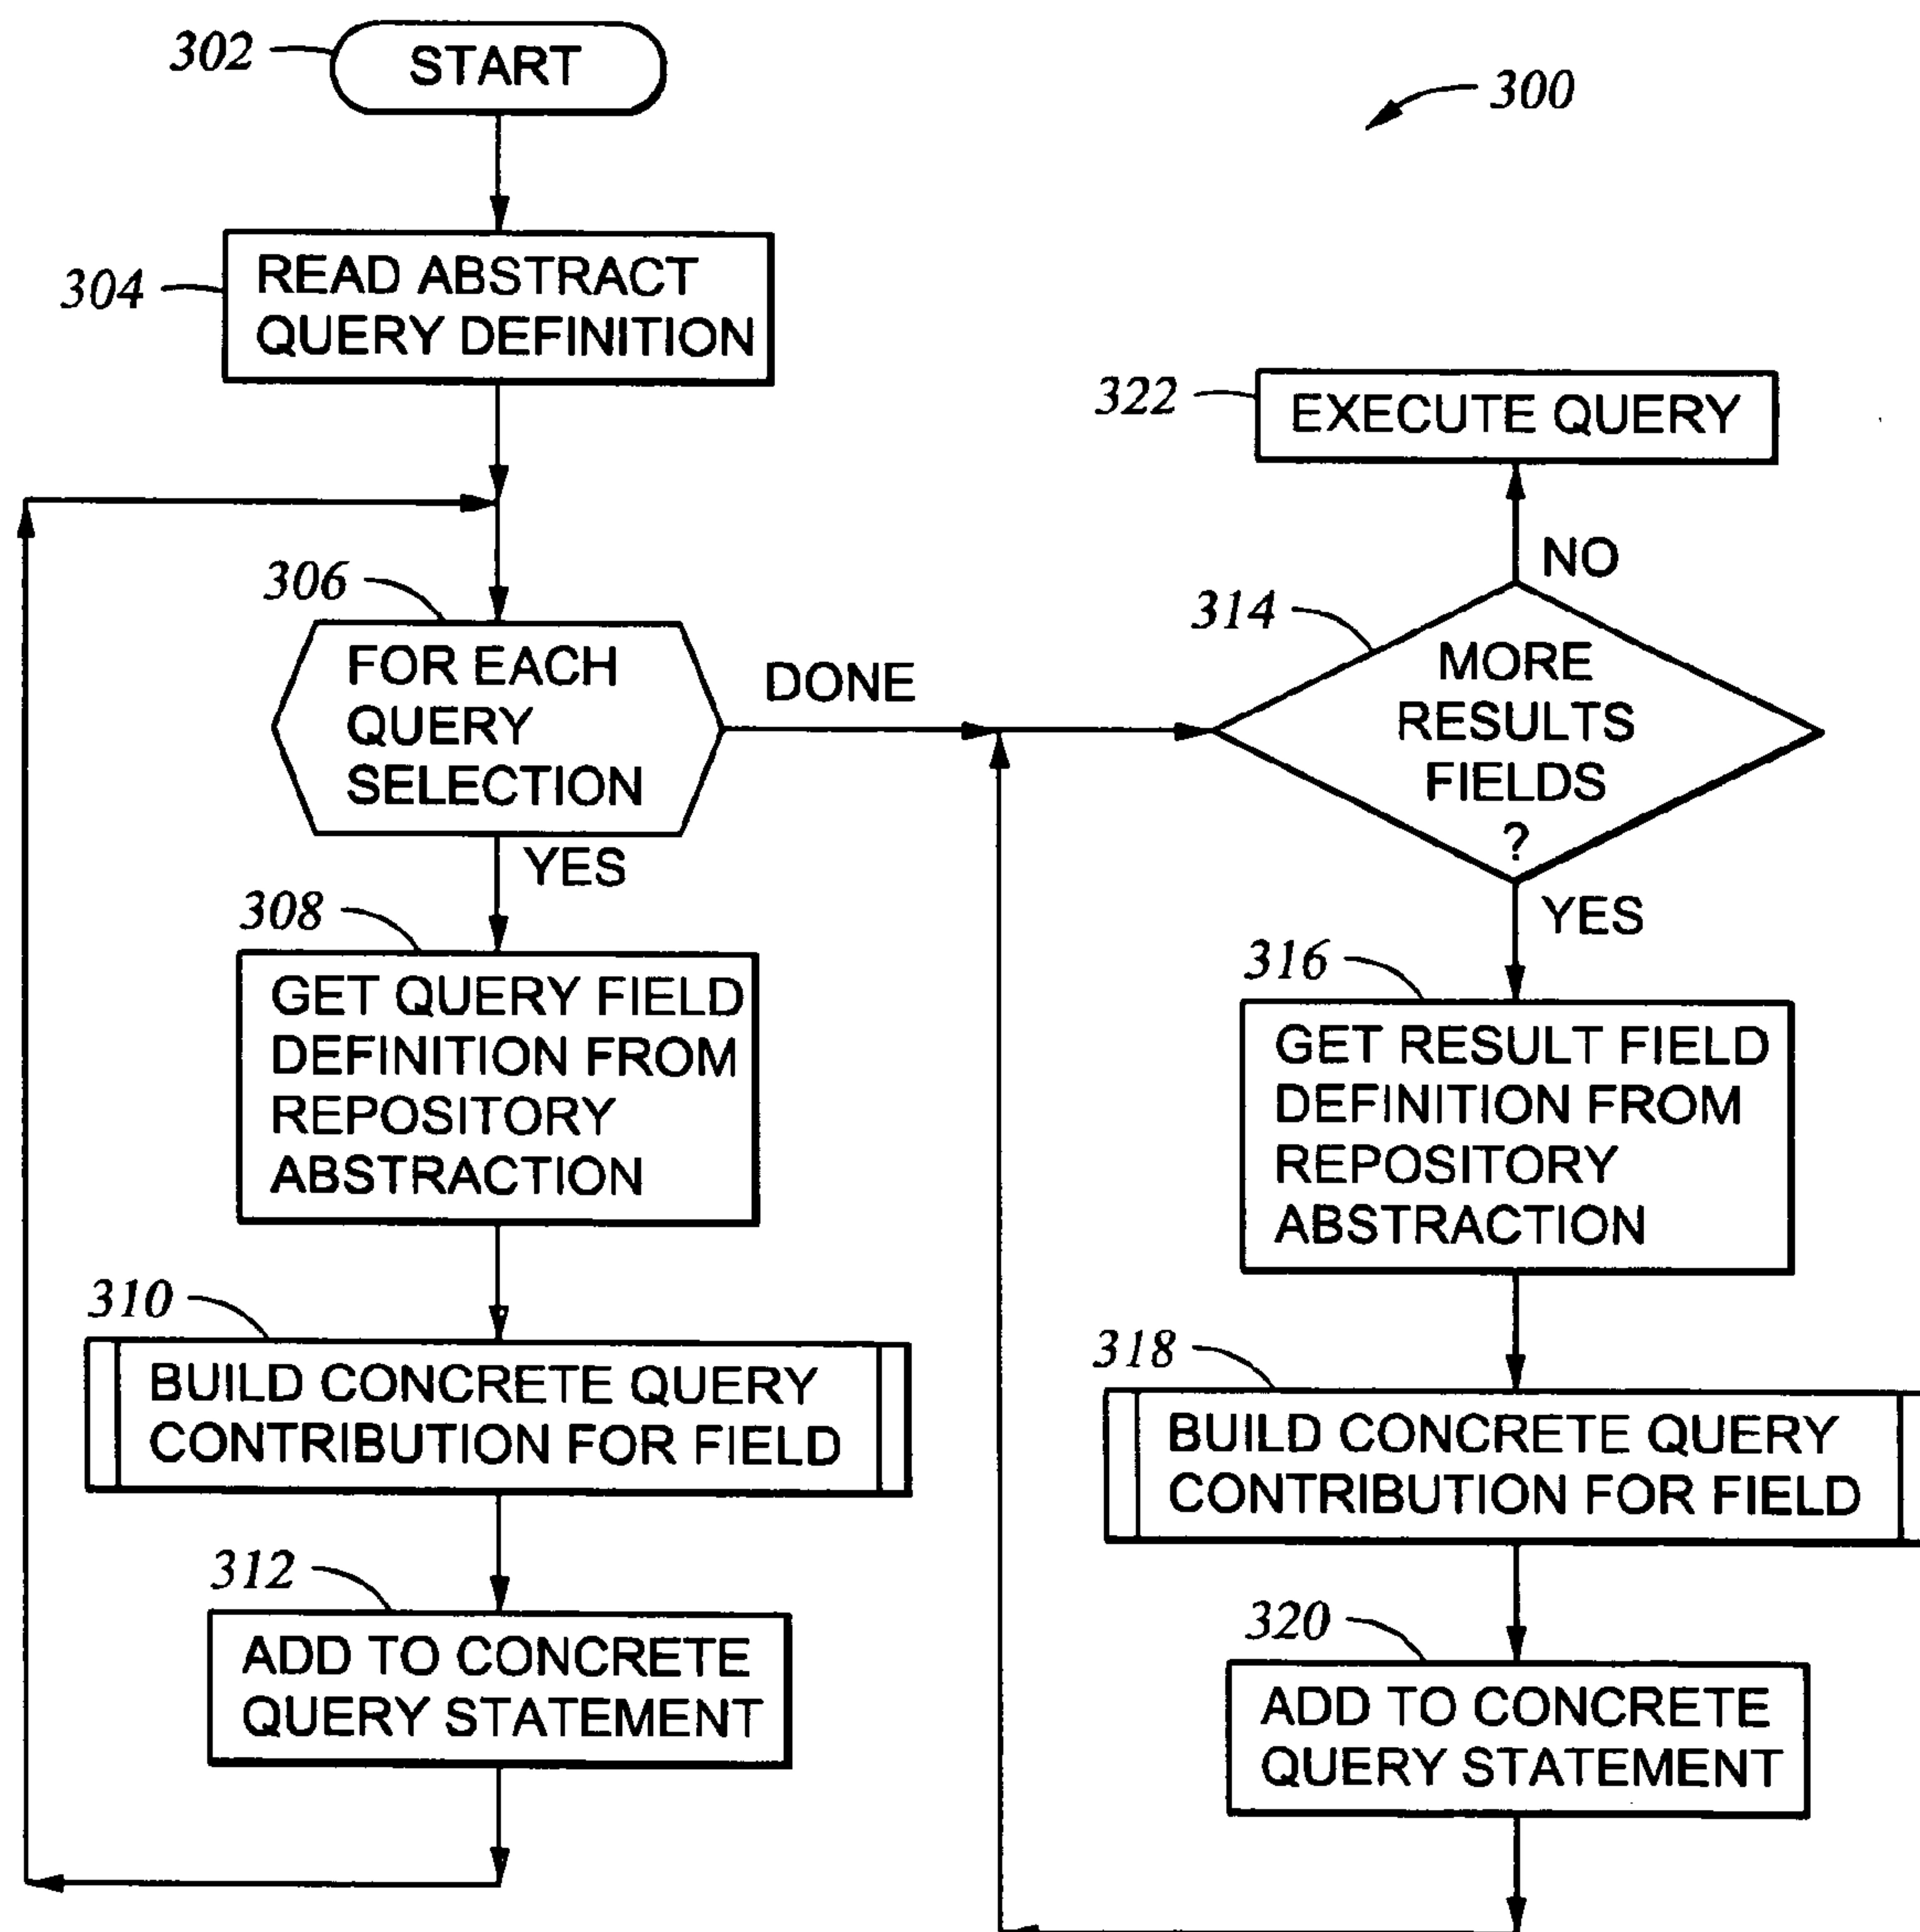 302
START
300
304
READ ABSTRACT
QUERY DEFINITION
322
EXECUTE QUERY
NO
306
FOR EACH
QUERY
SELECTION
DONE
314
MORE
RESULTS
FIELDS
?
YES
YES
308
GET QUERY FIELD
DEFINITION FROM
REPOSITORY
ABSTRACTION
316
GET RESULT FIELD
DEFINITION FROM
REPOSITORY
ABSTRACTION
310
BUILD CONCRETE QUERY
CONTRIBUTION FOR FIELD
318
BUILD CONCRETE QUERY
CONTRIBUTION FOR FIELD
312
ADD TO CONCRETE
QUERY STATEMENT
320
ADD TO CONCRETE
QUERY STATEMENT